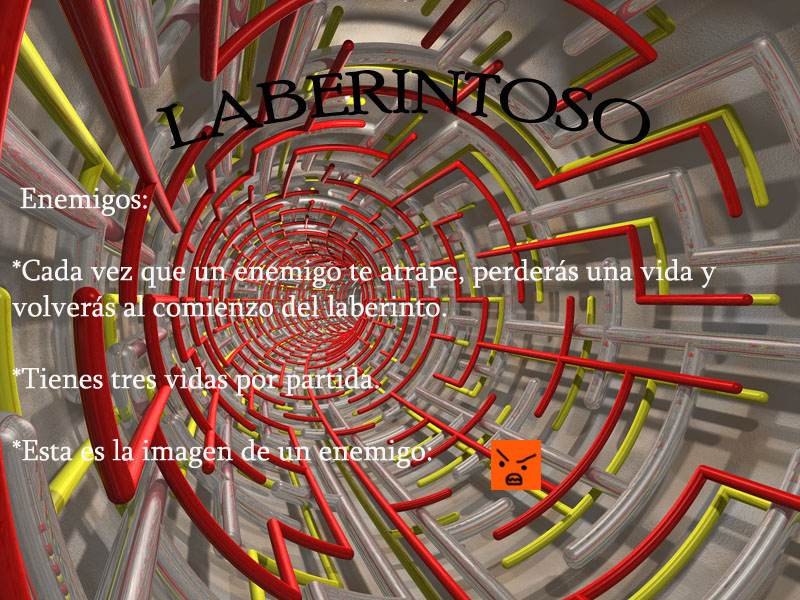 LABERINTOSO
Enemigos:
*Cada vez que un enemigo te atrape, perderás una vida y
volverás al comienzo del laberinto.
*Tienes tres vidas por partida.
*Esta es la imagen de un enemigo: